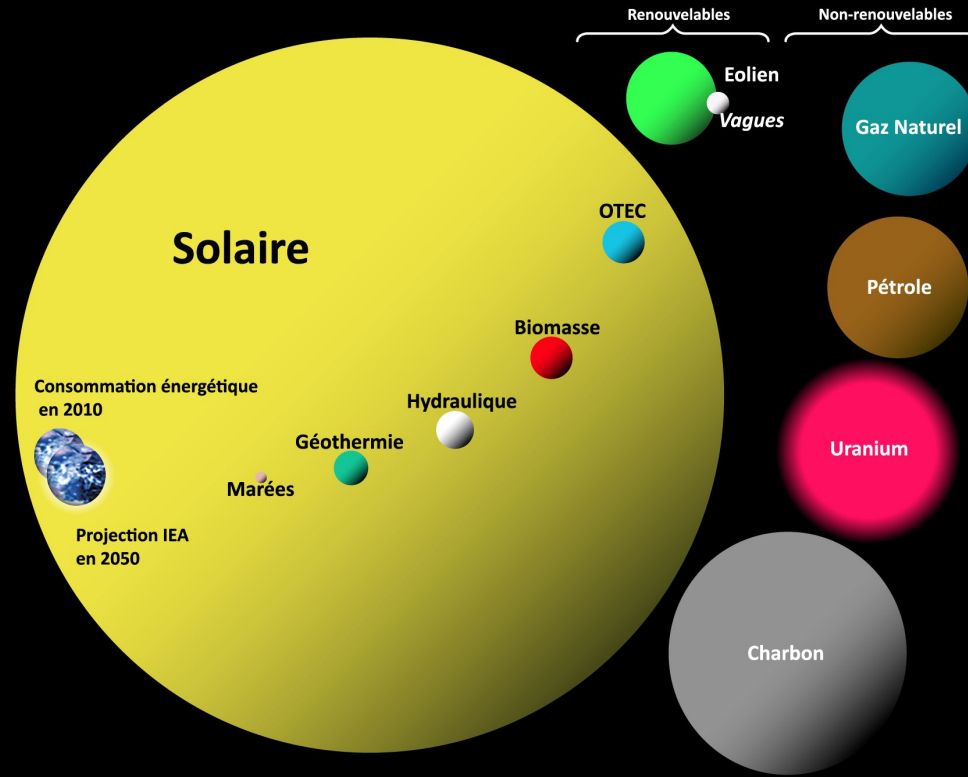 Renouvelables
Non-renouvelables
Eolien
Vagues
Gaz Naturel
OTEC
Solaire
Pétrole
Biomasse
Consommation énergétique
en 2010
Hydraulique
Géothermie
Uranium
Marées
Projection IEA
en 2050
Charbon